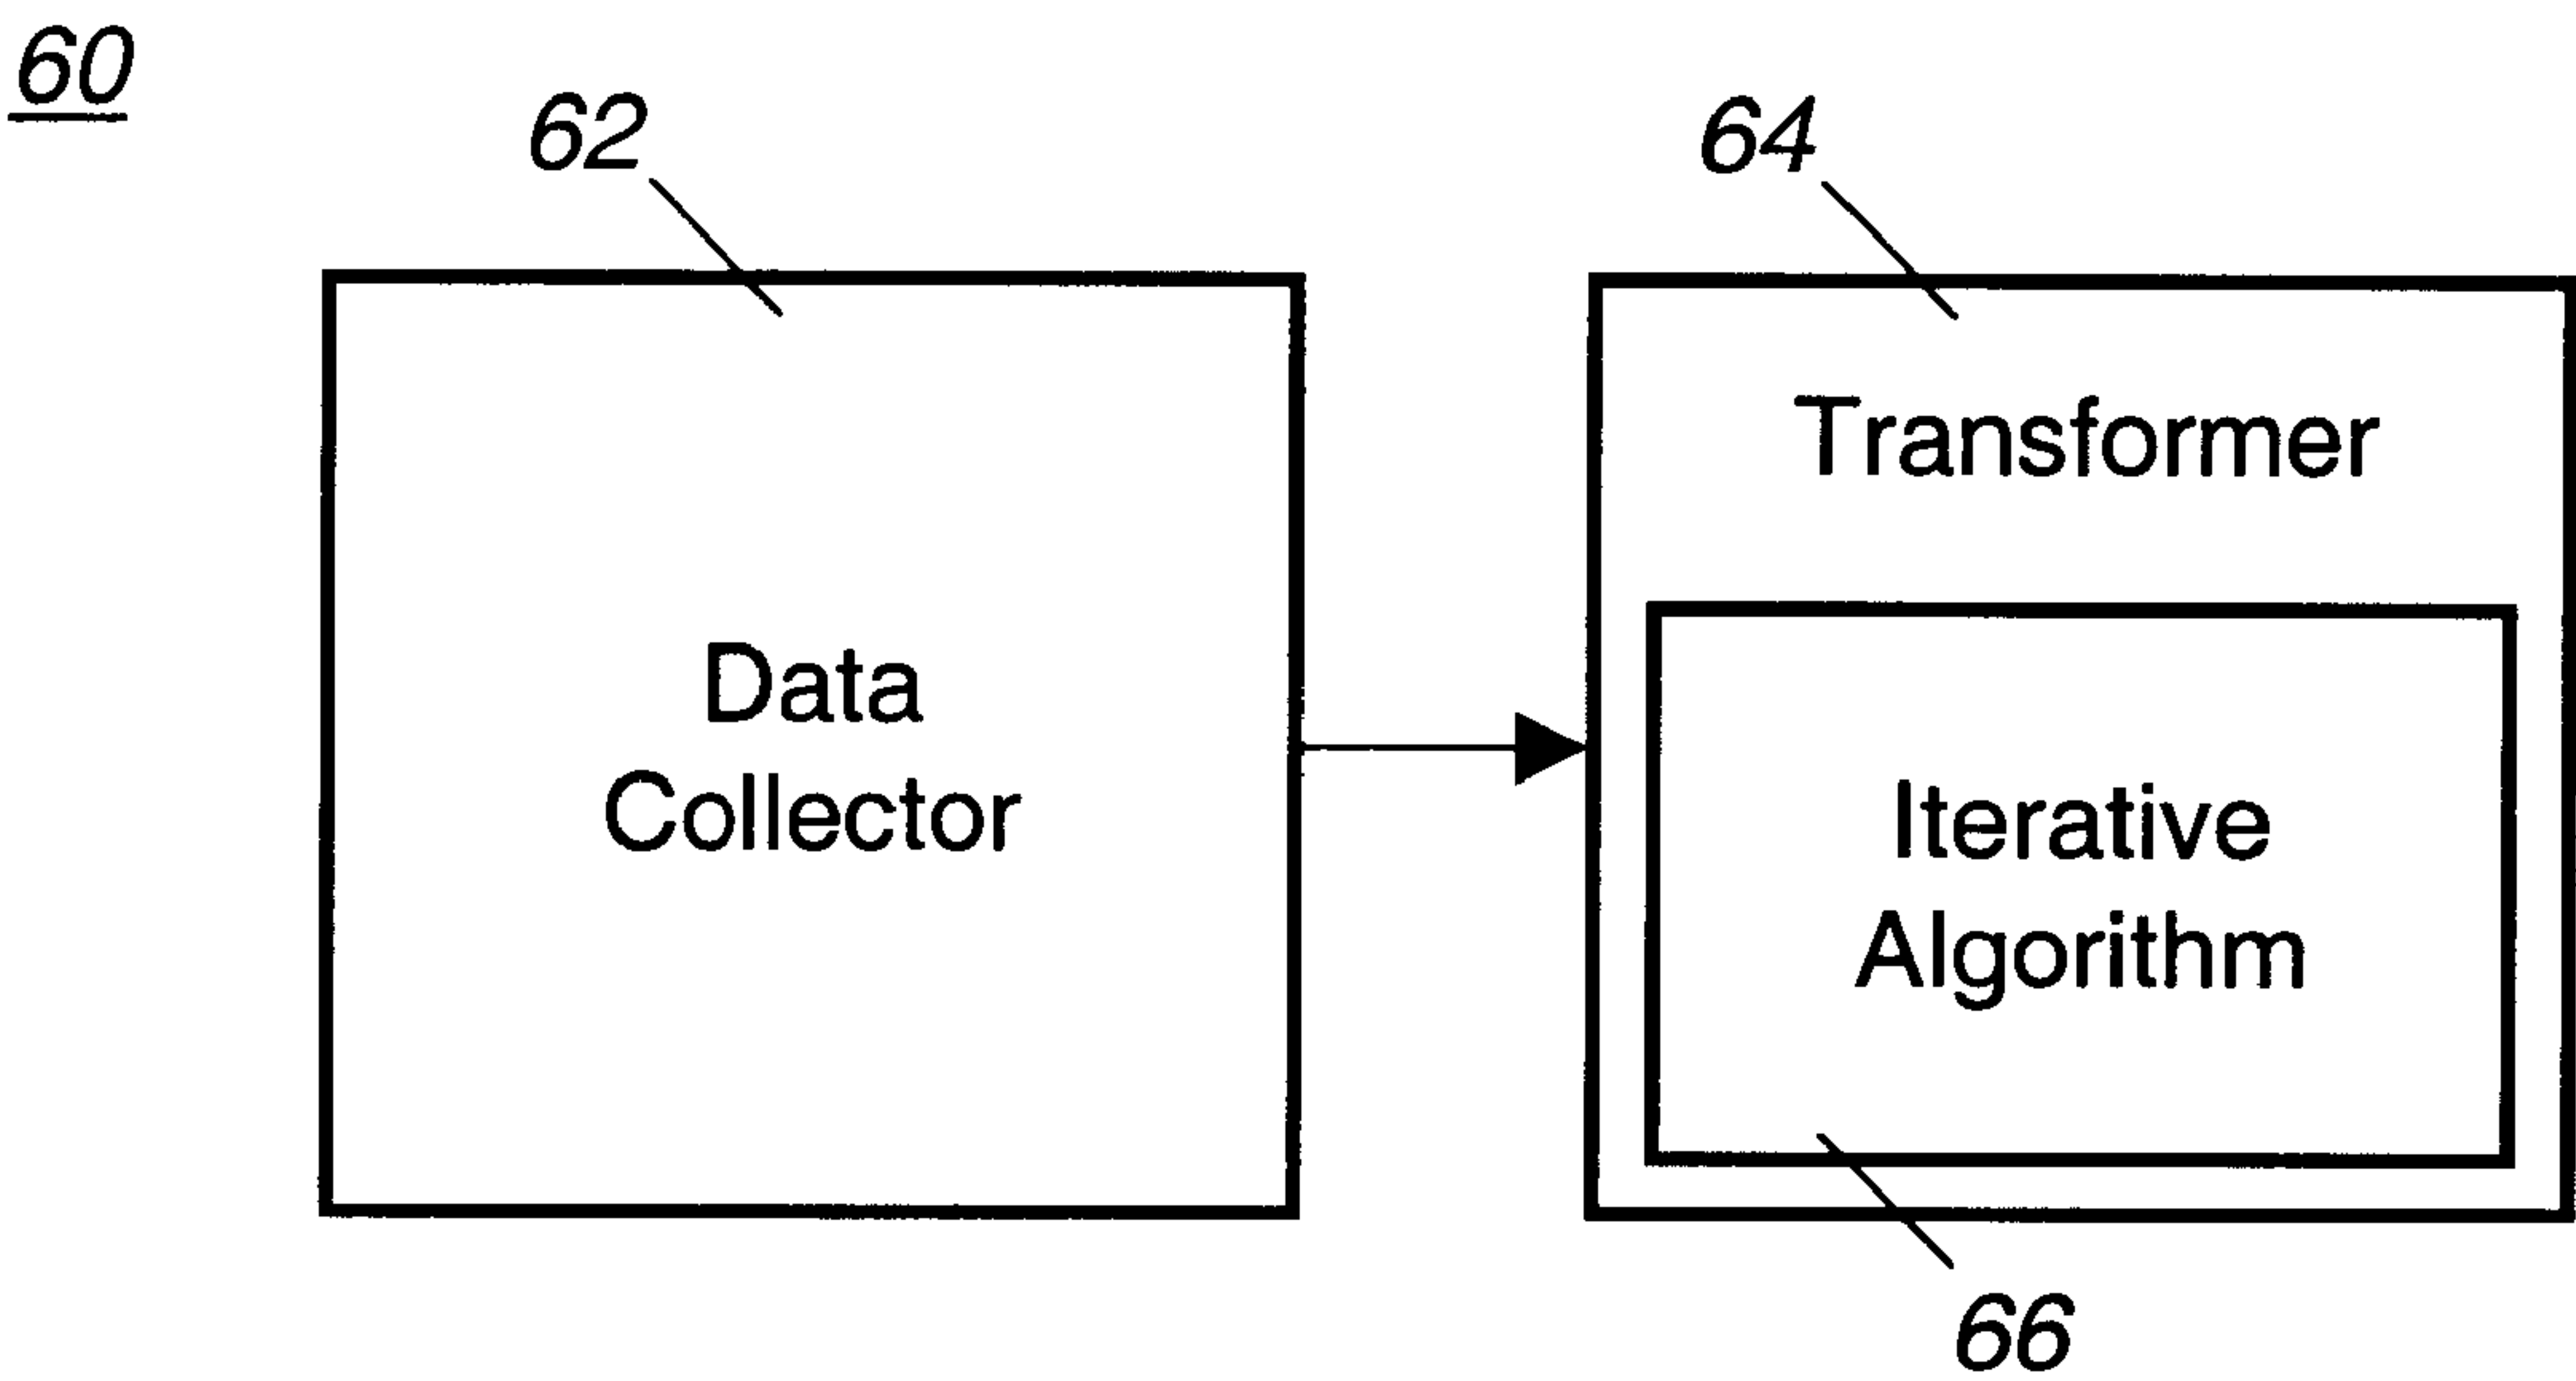 60
62
64
Transformer
Data
Collector
Iterative
Algorithm
66